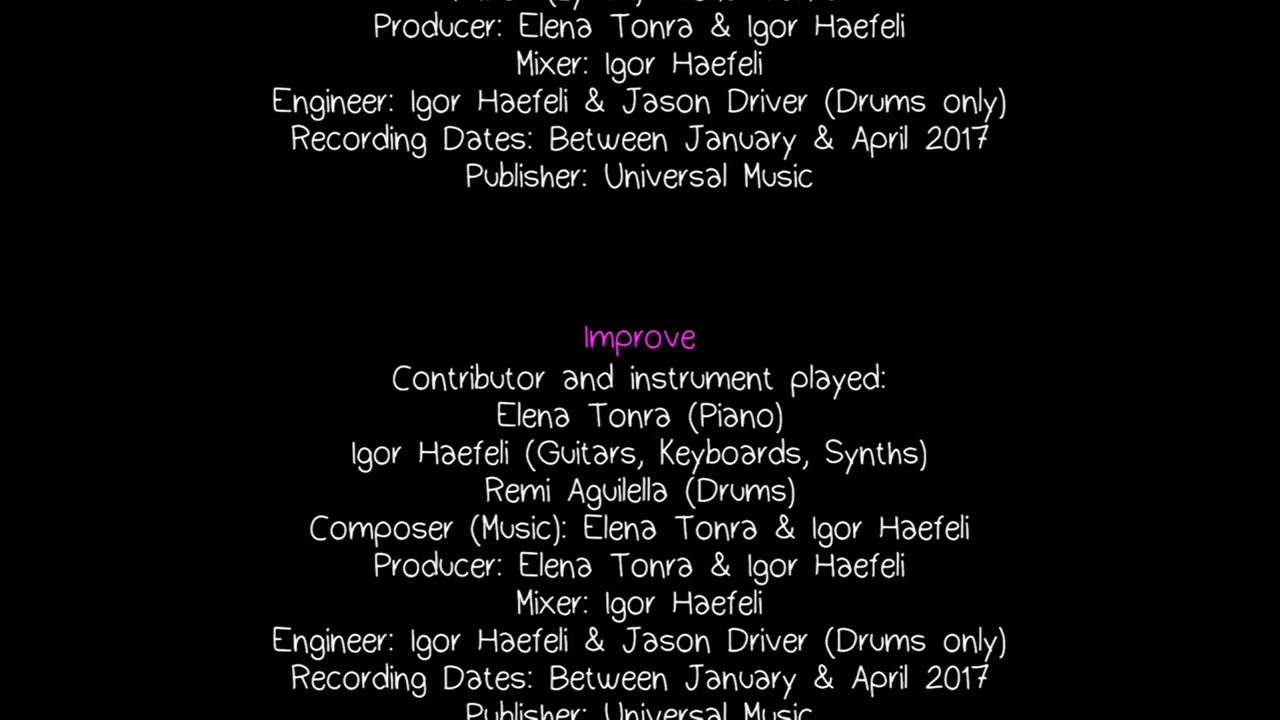 Producer: Elena Tonra & Igor Haefeli
Mixer: Igor Haefeli
Engineer: Igor Haefeli & Jason Driver (Drums only)
Recording Dates: Between January & April 2017
Publisher: Universal Music
Improve
Contributor and instrument played:
Elena Tonra (Piano)
Igor Haefeli (Guitars, Keyboards, Synths)
Remi Aguilella (Drums)
Composer (Music): Elena Tonra & Igor Haefeli
Producer: Elena Tonra & Igor Haefeli
Mixer: Igor Haefeli
Engineer: Igor Haefeli & Jason Driver (Drums only)
Recording Dates: Between January & April 2017
Publisher: Universal Music